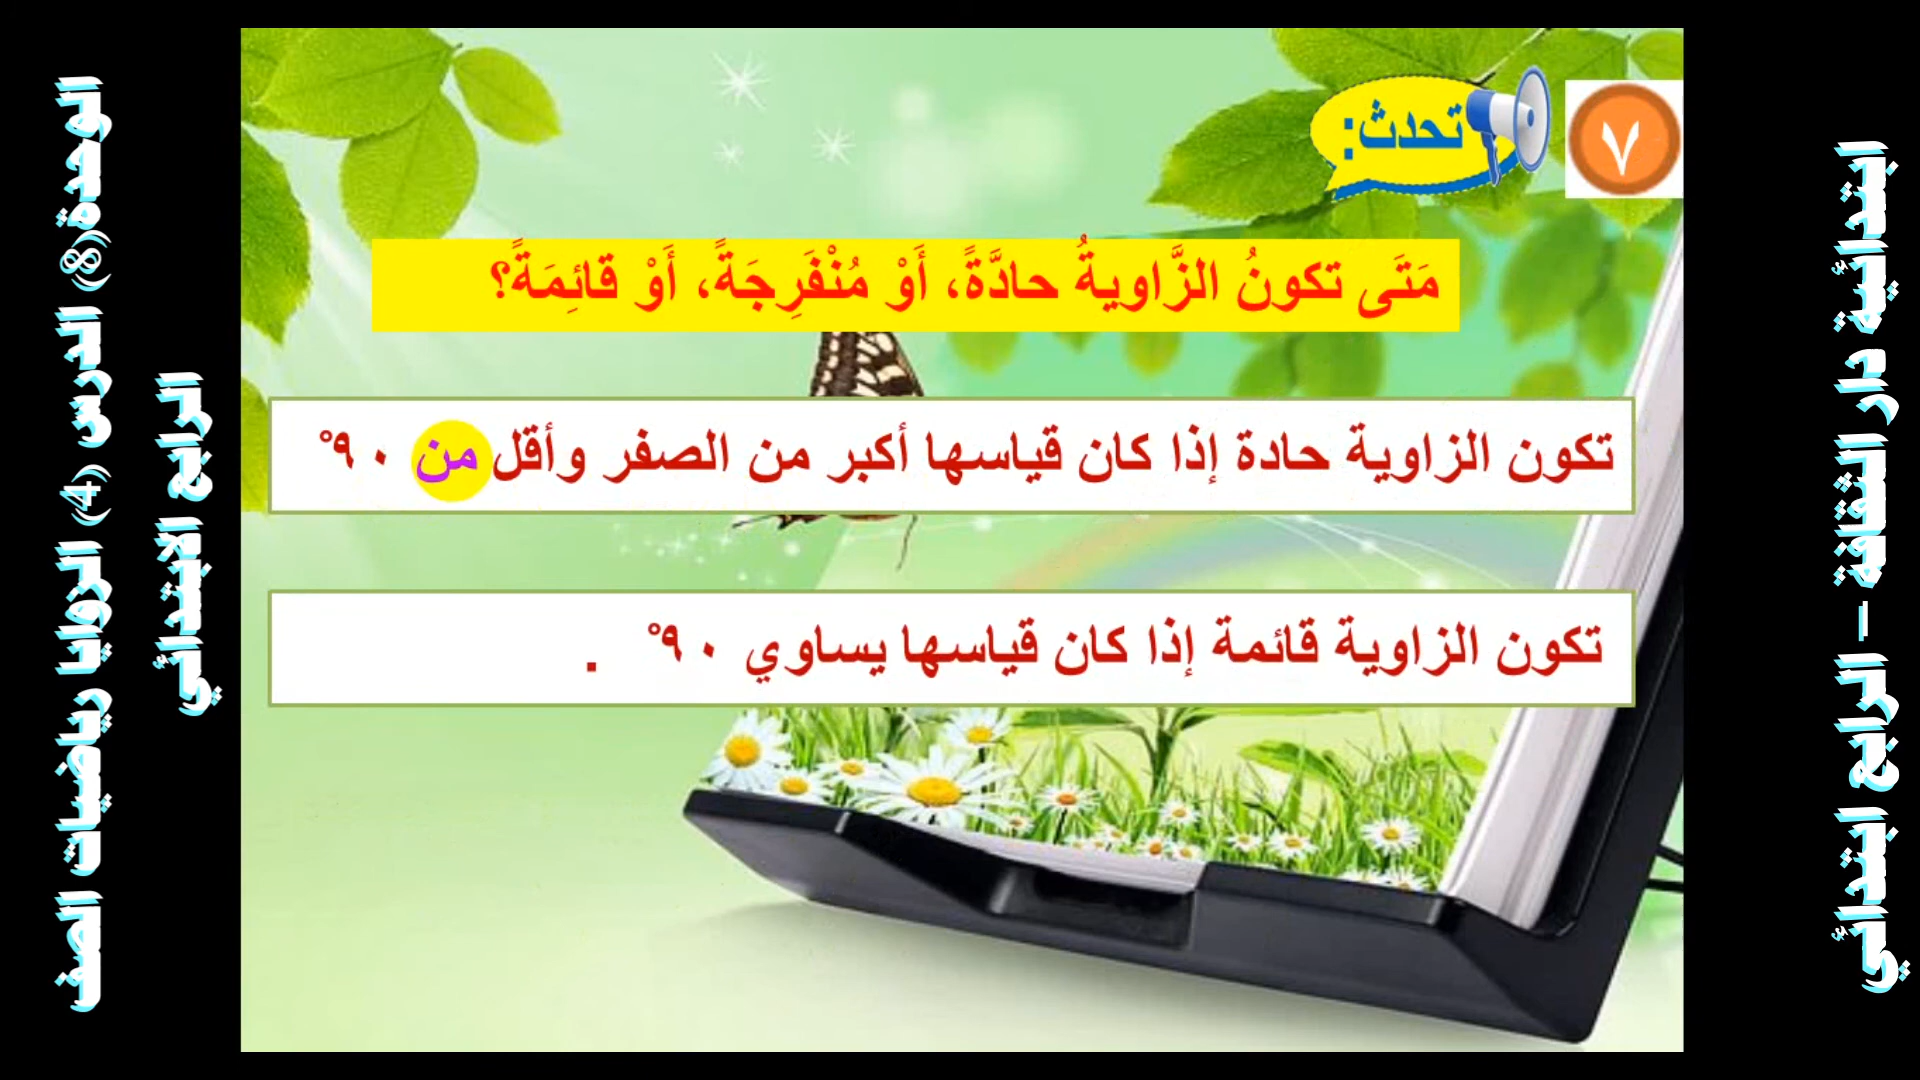 ابتدائية دار الثقافة – الرابع ابتدائي
٧
تحدث:
مَتَى تكونُ الزَّاويةُ حادَّةً، أَوْ مُنْفَرِجَةً، أَوْ قائِمَةً؟
تكون الزاوية حادة إذا كان قياسها أكبر من الصفر وأقل من ٩٠°
تكون الزاوية قائمة إذا كان قياسها يساوي ٩٠° .
الوحدة(8) الدرس (4) الزوايا رياضيات الصف
الرابع الابتدائي